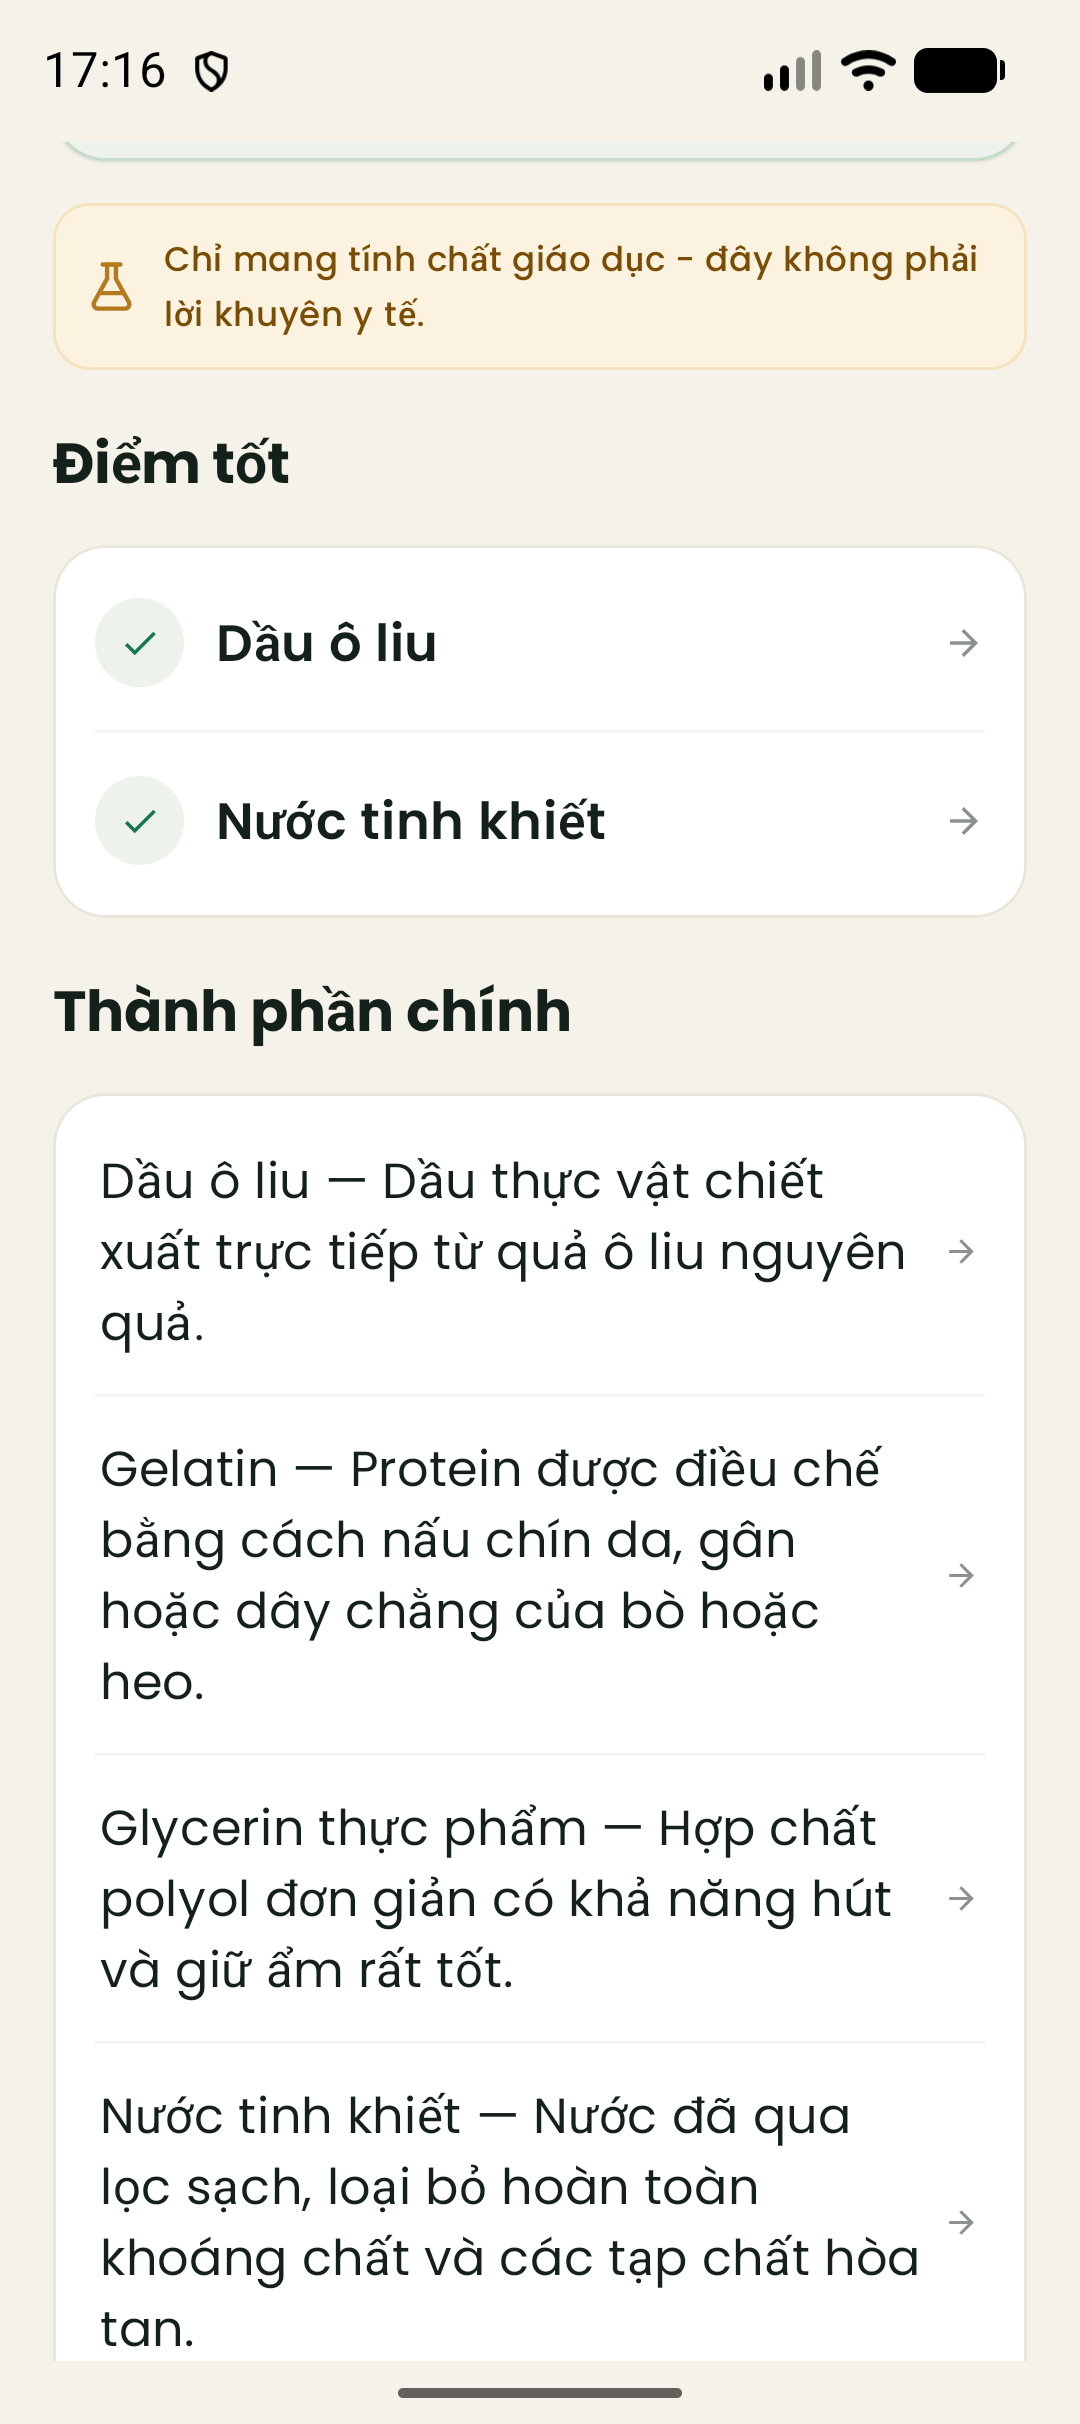 17:16
Chỉ mang tính chất giáo dục - đây không phải
lời khuyên y tế.
Điểm tốt
Dầu ô liu
Nước tinh khiết
Thành phần chính
Dầu ô liu — Dầu thực vật chiết
xuất trực tiếp từ quả ô liu nguyên
quả.
Gelatin — Protein được điều chế
bằng cách nấu chín da, gân
hoặc dây chằng của bò hoặc
heo.
Glycerin thực phẩm — Hợp chất
polyol đơn giản có khả năng hút
và giữ ẩm rất tốt.
Nước tinh khiết — Nước đã qua
lọc sạch, loại bỏ hoàn toàn
khoáng chất và các tạp chất hòa
tan.